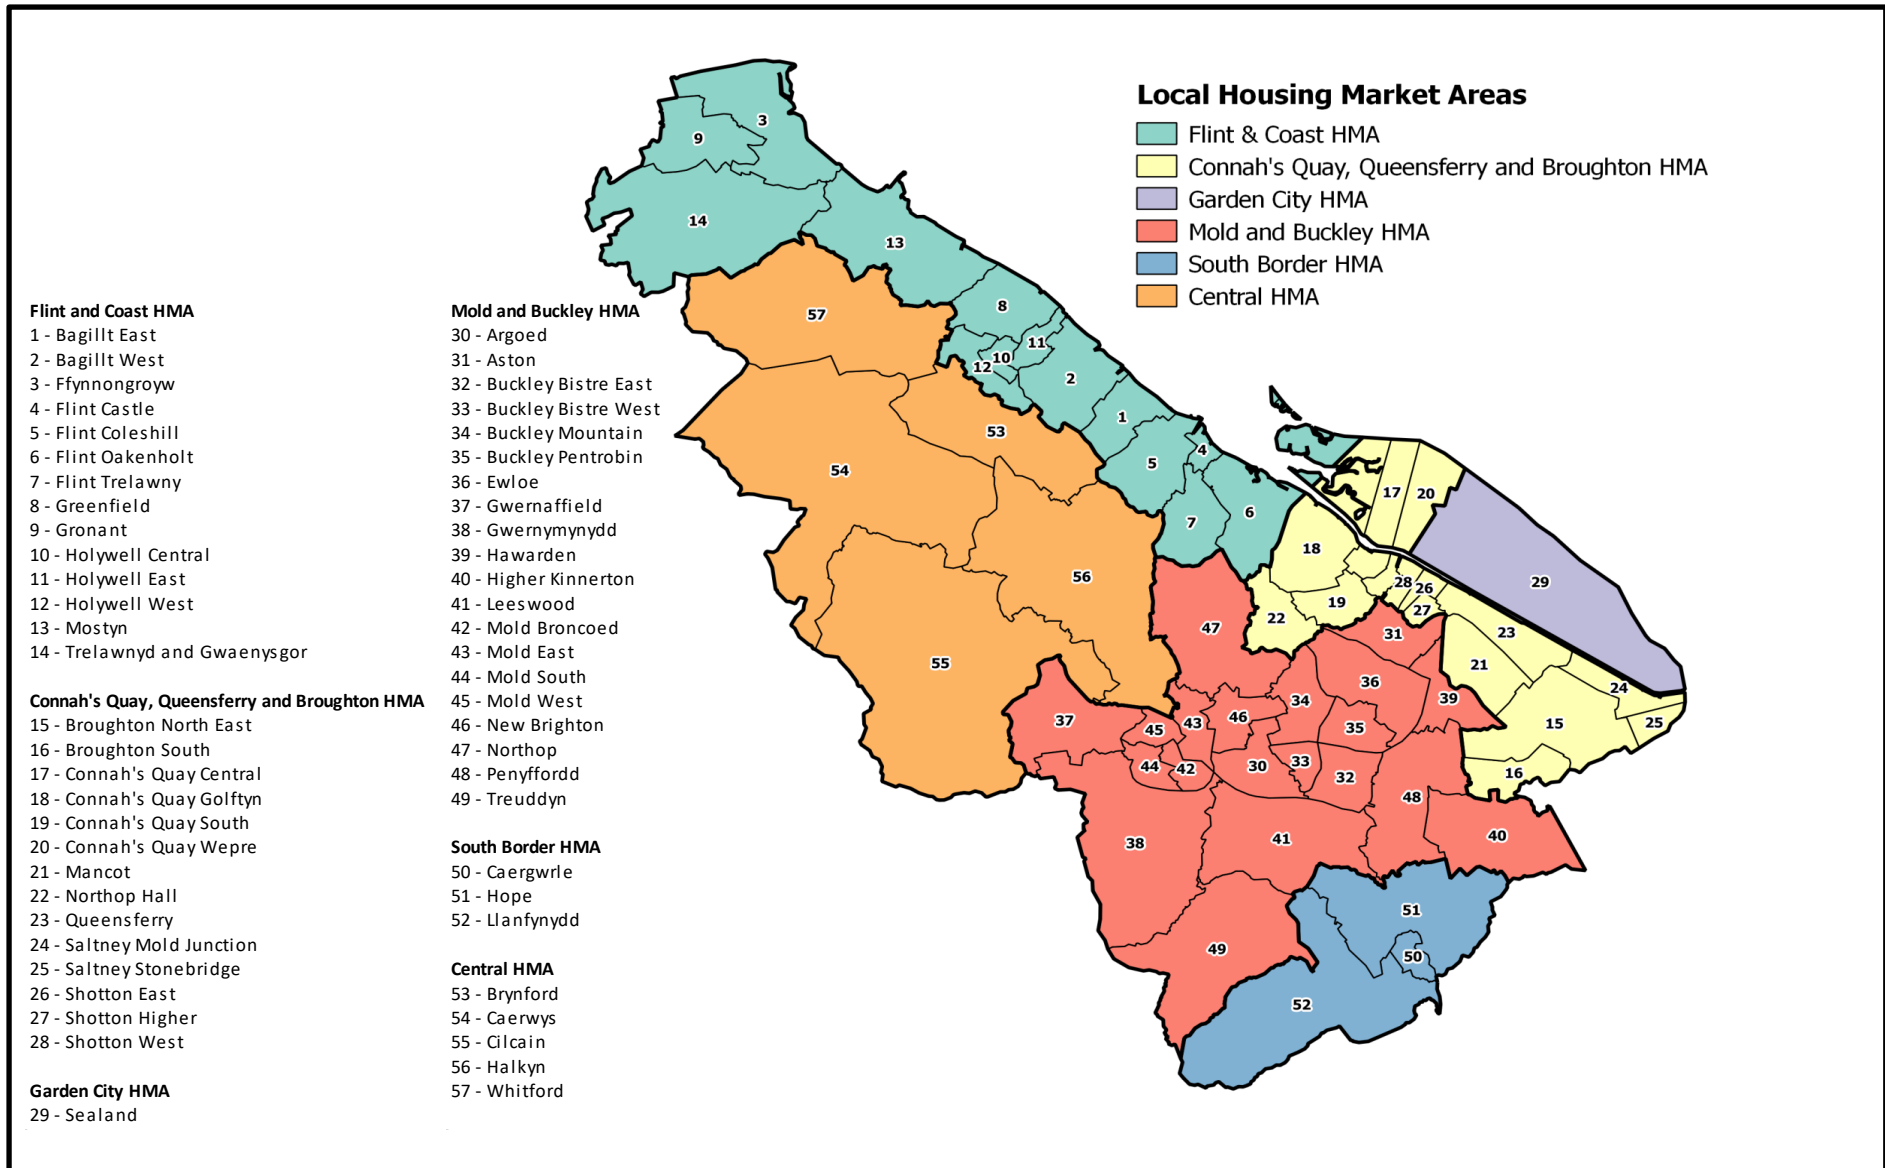 Local Housing Market Areas
Flint & Coast HMA
Connah's Quay, Queensferry and Broughton HMA
Garden City HMA
Mold and Buckley HMA
South Border HMA
Central HMA
Flint and Coast HMA
1 - Bagillt East
2 - Bagillt West
3 - Ffynnongroyw
4 - Flint Castle
5 - Flint Coleshill
6 - Flint Oakenholt
7 - Flint Trelawny
8 - Greenfield
9 - Gronant
10 - Holywell Central
11 - Holywell East
12 - Holywell West
13 - Mostyn
14 - Trelawnyd and Gwaenysgor
Connah's Quay, Queensferry and Broughton HMA
15 - Broughton North East
16 - Broughton South
17 - Connah's Quay Central
18 - Connah's Quay Golftyn
19 - Connah's Quay South
20 - Connah's Quay Wepre
21 - Mancot
22 - Northop Hall
23 - Queensferry
24 - Saltney Mold Junction
25 - Saltney Stonebridge
26 - Shotton East
27 - Shotton Higher
28 - Shotton West
Garden City HMA
29 - Sealand
Mold and Buckley HMA
30 - Argoed
31 - Aston
32 - Buckley Bistre East
33 - Buckley Bistre West
34 - Buckley Mountain
35 - Buckley Pentrobin
36 - Ewloe
37 - Gwernaffield
38 - Gwernymynydd
39 - Hawarden
40 - Higher Kinnerton
41 - Leeswood
42 - Mold Broncoed
43 - Mold East
44 - Mold South
45 - Mold West
46 - New Brighton
47 - Northop
48 - Penyffordd
49 - Treuddyn
South Border HMA
50 - Caergwrle
51 - Hope
52 - Llanfynydd
Central HMA
53 - Brynford
54 - Caerwys
55 - Cilcain
56 - Halkyn
57 - Whitford
3
9
14
13
57
8
11
10
12
2
1
53
4
5
54
17
20
6
7
18
56
29
28
26
19
27
22
47
31
23
55
21
36
24
39
34
37
46
43
15
25
45
35
33
30
44
42
16
32
48
40
41
38
51
49
50
52